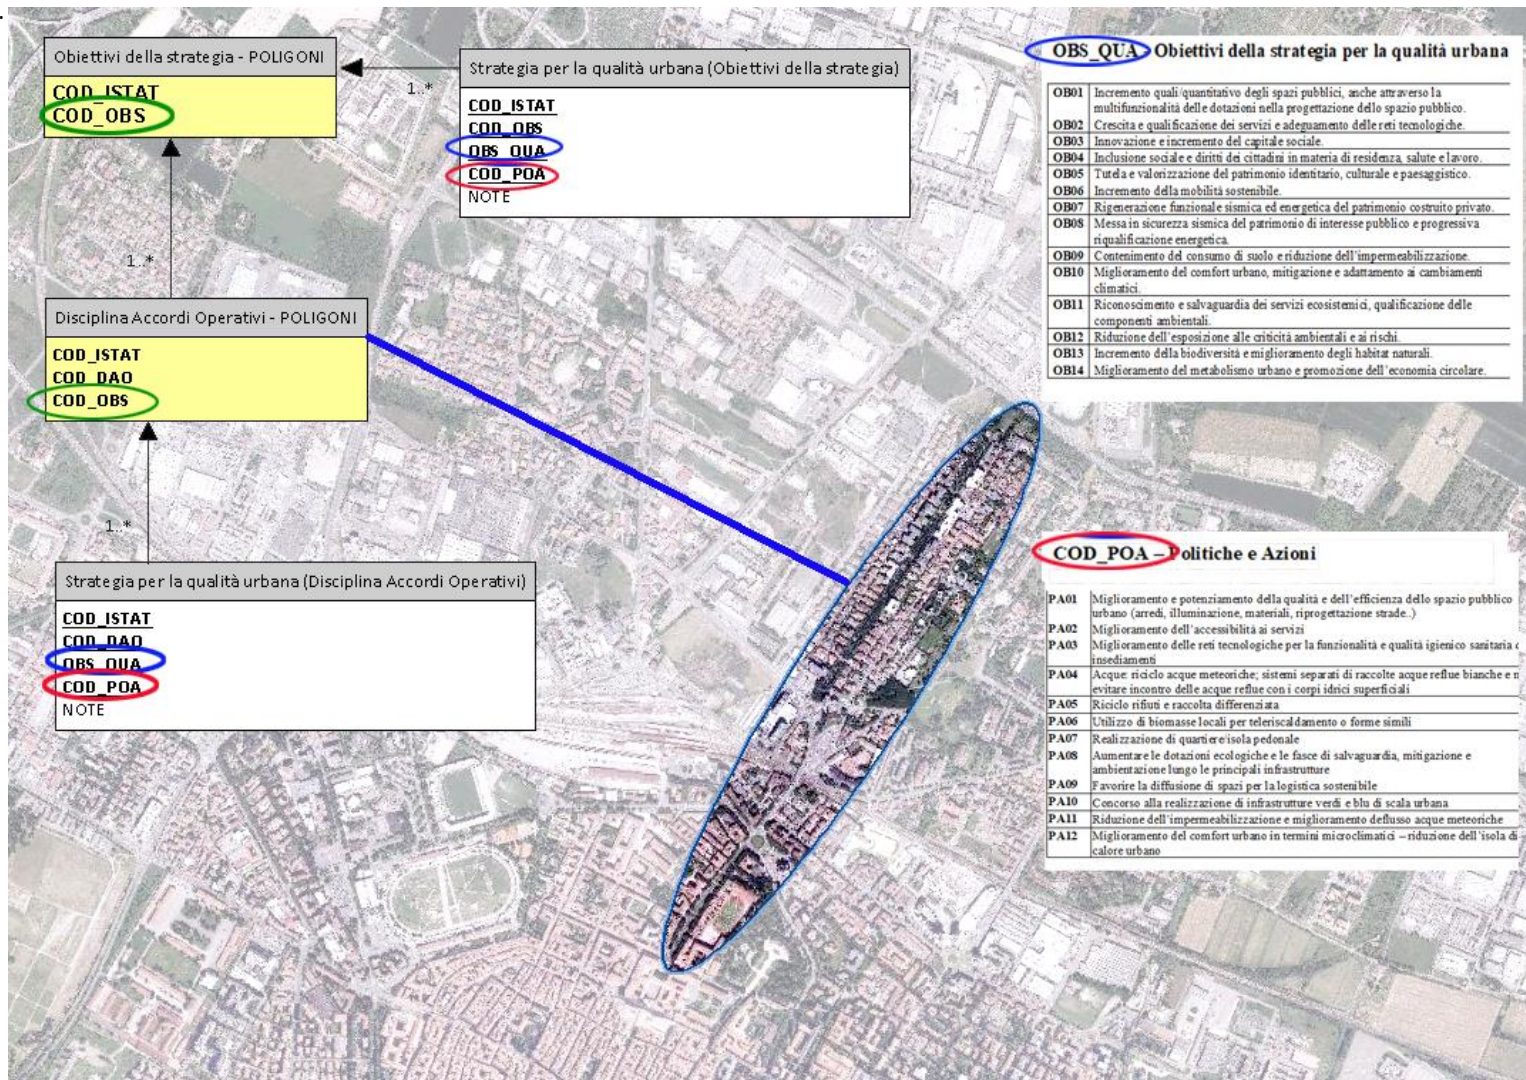 Obiettivi della strategia - POLIGONI
COD_ISTAT
COD_OBS
1..*
Strategia per la qualità urbana (Obiettivi della strategia)
COD_ISTAT
COD_OBS
OBS_QUA
COD_POA
NOTE
1..*
Disciplina Accordi Operativi - POLIGONI
COD_ISTAT
COD_DAO
COD_OBS
1..*
Strategia per la qualità urbana (Disciplina Accordi Operativi)
COD_ISTAT
COD_DAO
OBS_QUA
COD_POA
NOTE
OBS_QUA - Obiettivi della strategia per la qualità urbana
OB01 Incremento quali/quantitativo degli spazi pubblici, anche attraverso la
multifunzionalità delle dotazioni nella progettazione dello spazio pubblico.
OB02 Crescita e qualificazione dei servizi e adeguamento delle reti tecnologiche.
OB03 Innovazione e incremento del capitale sociale.
OB04 Inclusione sociale e diritti dei cittadini in materia di residenza, salute e lavoro.
OB05 Tutela e valorizzazione del patrimonio identitario, culturale e paesaggistico.
OB06 Incremento della mobilità sostenibile.
OB07 Rigenerazione funzionale sismica ed energetica del patrimonio costruito privato.
OB08 Messa in sicurezza sismica del patrimonio di interesse pubblico e progressiva
riqualificazione energetica.
OB09 Contenimento del consumo di suolo e riduzione dell'impermeabilizzazione.
OB10 Miglioramento del comfort urbano, mitigazione e adattamento ai cambiamenti
climatici.
OB11 Riconoscimento e salvaguardia dei servizi ecosistemici, qualificazione delle
componenti ambientali.
OB12 Riduzione dell'esposizione alle criticità ambientali e ai rischi.
OB13 Incremento della biodiversità e miglioramento degli habitat naturali.
OB14 Miglioramento del metabolismo urbano e promozione dell'economia circolare.
COD_POA – Politiche e Azioni
PA01 Miglioramento e potenziamento della qualità e dell'efficienza dello spazio pubblico
urbano (arredi, illuminazione, materiali, riprogettazione strade..)
PA02 Miglioramento dell'accessibilità ai servizi
PA03 Miglioramento delle reti tecnologiche per la funzionalità e qualità igienico sanitaria
insediamenti
PA04 Acque: riciclo acque meteoriche; sistemi separati di raccolte acque reflue bianche e
evitare incontro delle acque reflue con i corpi idrici superficiali
PA05 Riciclo rifiuti e raccolta differenziata
PA06 Utilizzo di biomasse locali per teleriscaldamento o forme simili
PA07 Realizzazione di quartiere/isola pedonale
PA08 Aumentare le dotazioni ecologiche e le fasce di salvaguardia, mitigazione e
ambientazione lungo le principali infrastrutture
PA09 Favorire la diffusione di spazi per la logistica sostenibile
PA10 Concorso alla realizzazione di infrastrutture verdi e blu di scala urbana
PA11 Riduzione dell'impermeabilizzazione e miglioramento deflusso acque meteoriche
PA12 Miglioramento del comfort urbano in termini microclimatici – riduzione dell'isola di
calore urbano